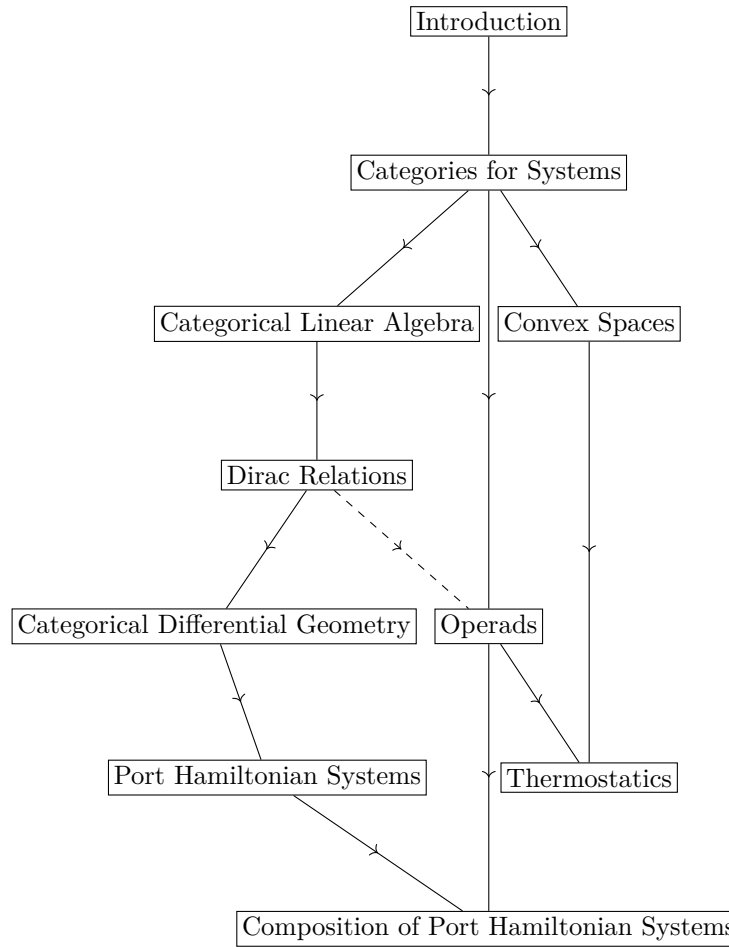 Introduction
Categories for Systems
Categorical Linear Algebra
Convex Spaces
Dirac Relations
Categorical Differential Geometry
Operads
Port Hamiltonian Systems
Thermostatics
Composition of Port Hamiltonian Systems